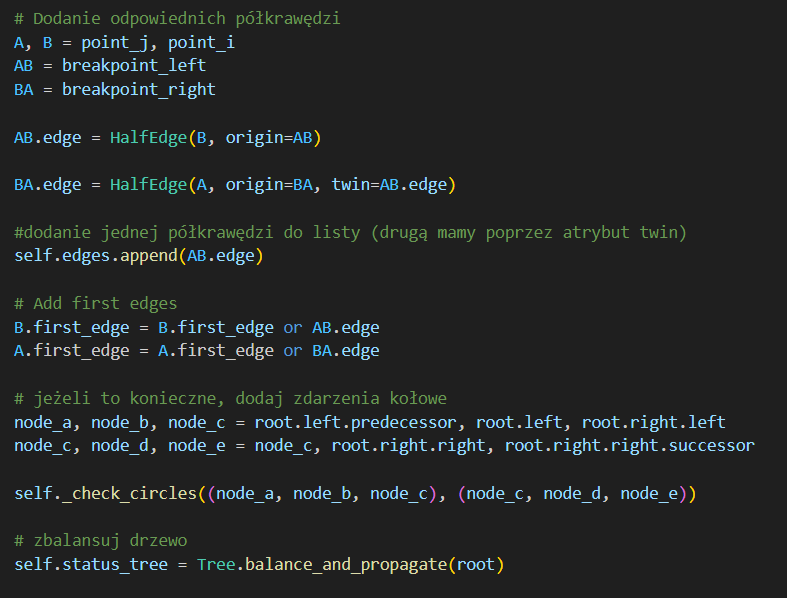 # Dodanie odpowiednich półkrawędzi
A, B = point_j, point_i
AB = breakpoint_left
BA = breakpoint_right
AB.edge = HalfEdge(B, origin=AB)
BA.edge = HalfEdge(A, origin=BA, twin=AB.edge)
#dodanie jednej półkrawędzi do listy (drugą mamy poprzez atrybut twin)
self.edges.append(AB.edge)
# Add first edges
B.first_edge = B.first_edge or AB.edge
A.first_edge = A.first_edge or BA.edge
# jeżeli to konieczne, dodaj zdarzenia kołowe
node_a, node_b, node_c = root.left.predecessor, root.left, root.right.left
node_c, node_d, node_e = node_c, root.right.right, root.right.right.successor
self._check_circles((node_a, node_b, node_c), (node_c, node_d, node_e))
# zbalansuj drzewo
self.status_tree = Tree.balance_and_propagate(root)